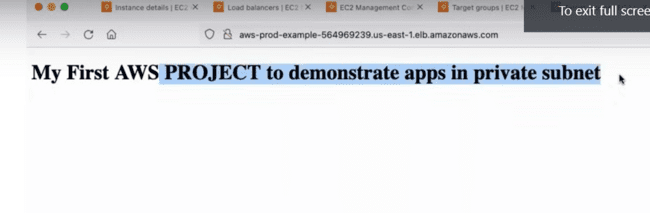 Instance details | EC2
Load balancers | EC2
EC2 Management Co
Target groups | EC2
To exit full scree
aws-prod-example-564969239.us-east-1.elb.amazonaws.com
My First AWS PROJECT to demonstrate apps in private subnet